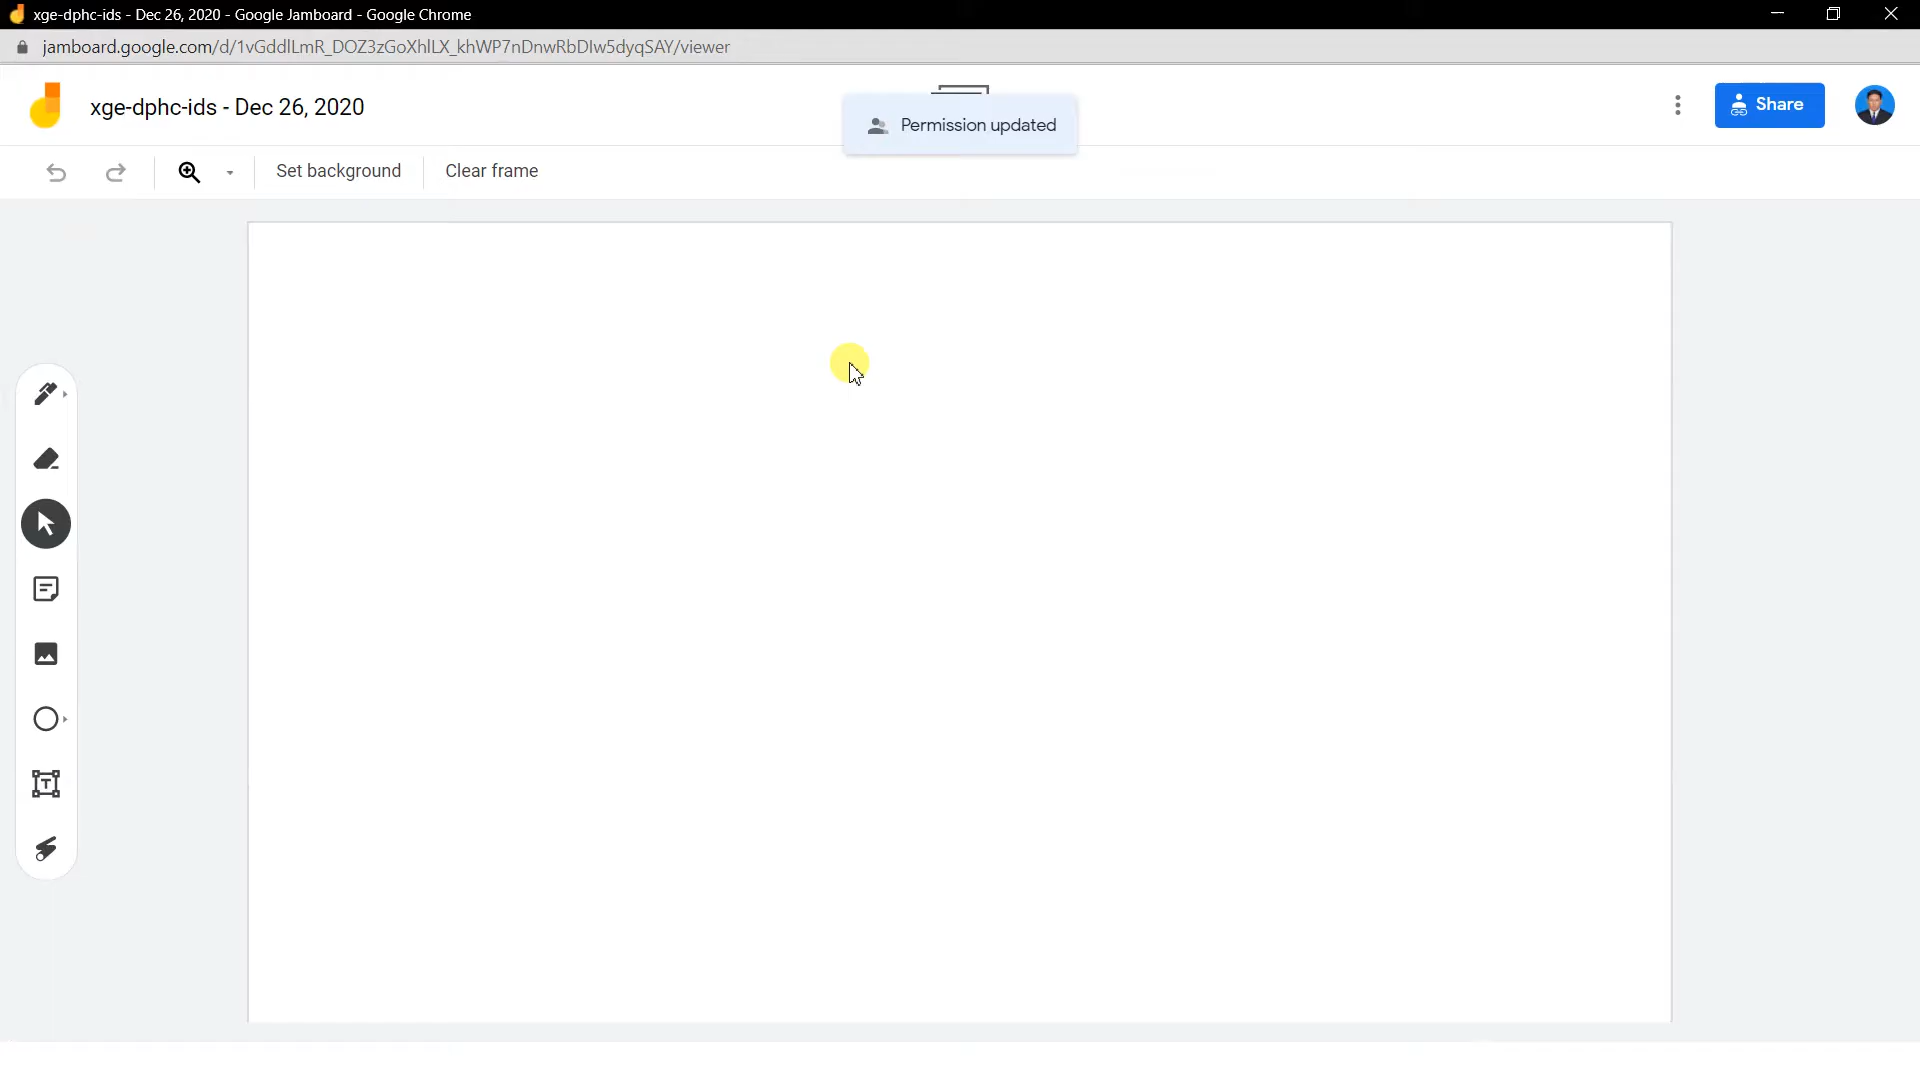 xge-dphc-ids - Dec 26, 2020 - Google Jamboard - Google Chrome
jamboard.google.com/d/1vGddlLmR_DOZ3zGoXhlLX_khWP7nDnwRbDlw5dyqSAY/viewer
xge-dphc-ids - Dec 26, 2020
Permission updated
Share
Set background
Clear frame